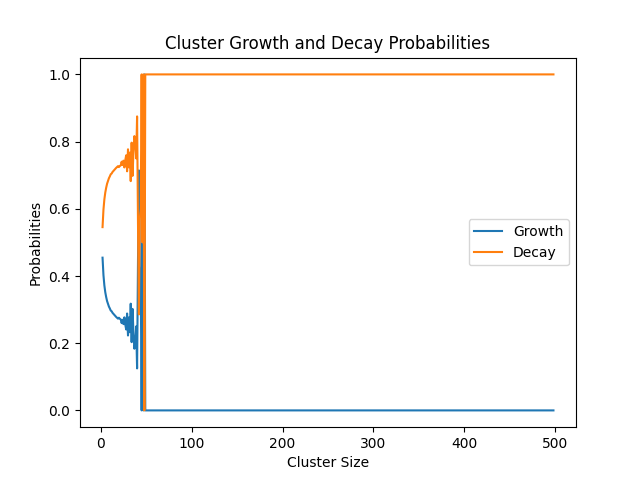 Cluster Growth and Decay Probabilities
1.0
0.8
0.6
0.4
0.2
0.0
Probabilities
Growth
Decay
0 100 200 300 400 500
Cluster Size